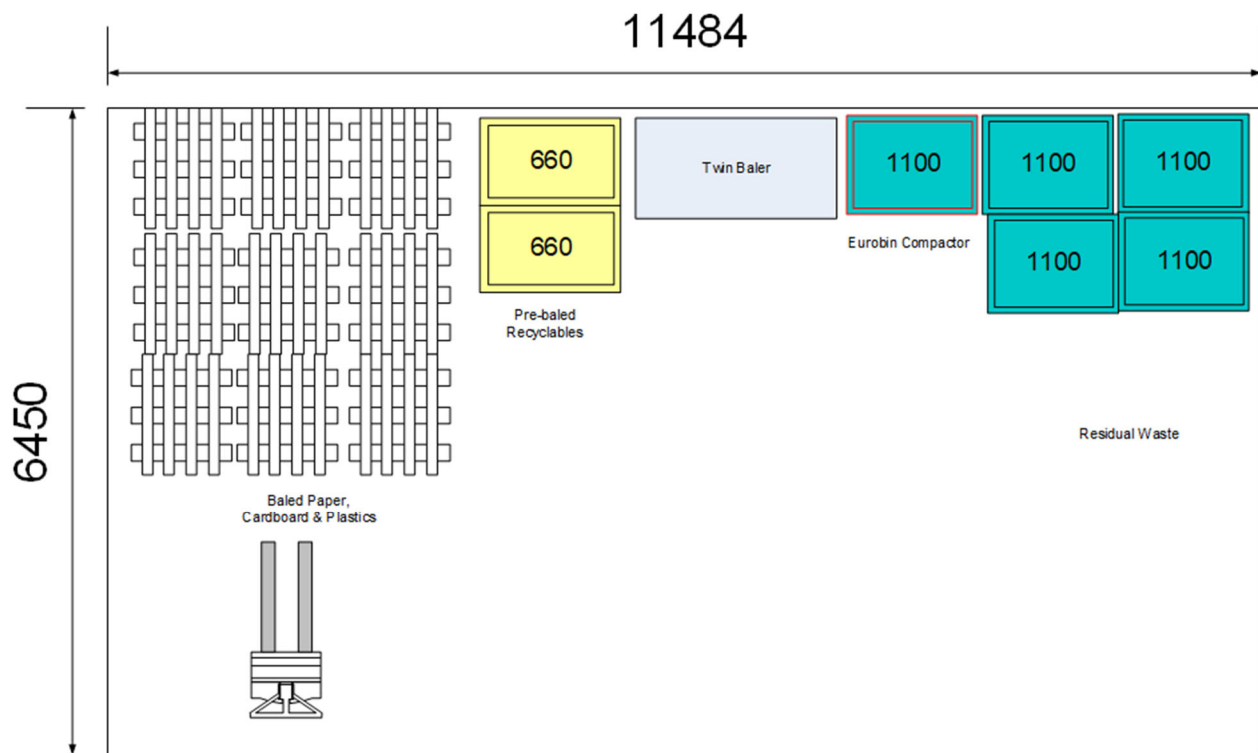 11484
6450
660
660
Pre-baled
Recyclables
Twin Baler
1100
Eurobin Compactor
1100
1100
1100
1100
Residual Waste
Baled Paper,
Cardboard & Plastics